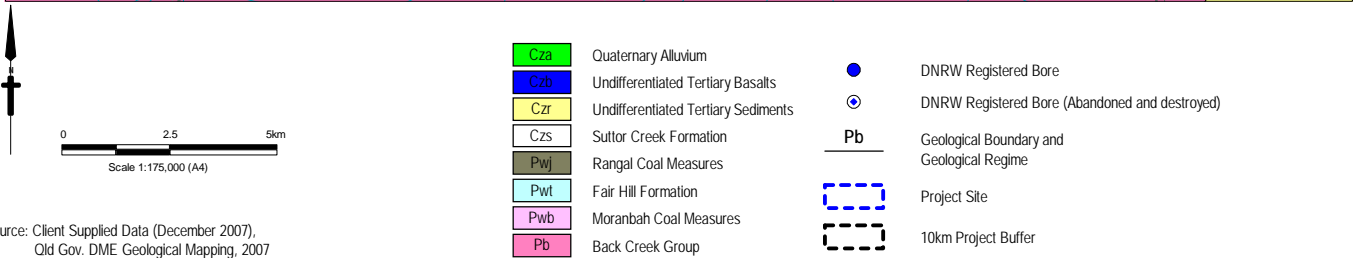 N
0 2.5 5km
Scale 1:175,000 (A4)
urce: Client Supplied Data (December 2007),
Qld Gov. DME Geological Mapping, 2007
Cza Quaternary Alluvium
Czb Undifferentiated Tertiary Basalts
Czr Undifferentiated Tertiary Sediments
Czs Suttor Creek Formation
Pwj Rangal Coal Measures
Pwt Fair Hill Formation
Pwb Moranbah Coal Measures
Pb Back Creek Group
DNRW Registered Bore
DNRW Registered Bore (Abandoned and destroyed)
Pb Geological Boundary and
Geological Regime
Project Site
10km Project Buffer